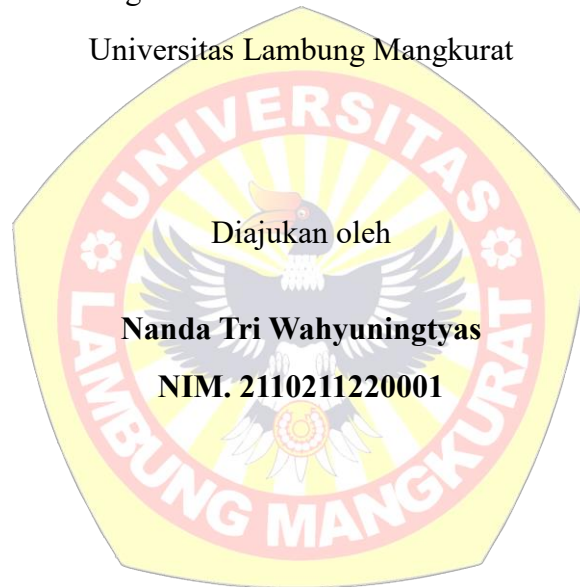 Universitas Lambung Mangkurat
Diajukan oleh
Nanda Tri Wahyuningtyas
NIM. 2110211220001
UNIVERSITAS
LAMBUNG MANGKURAT